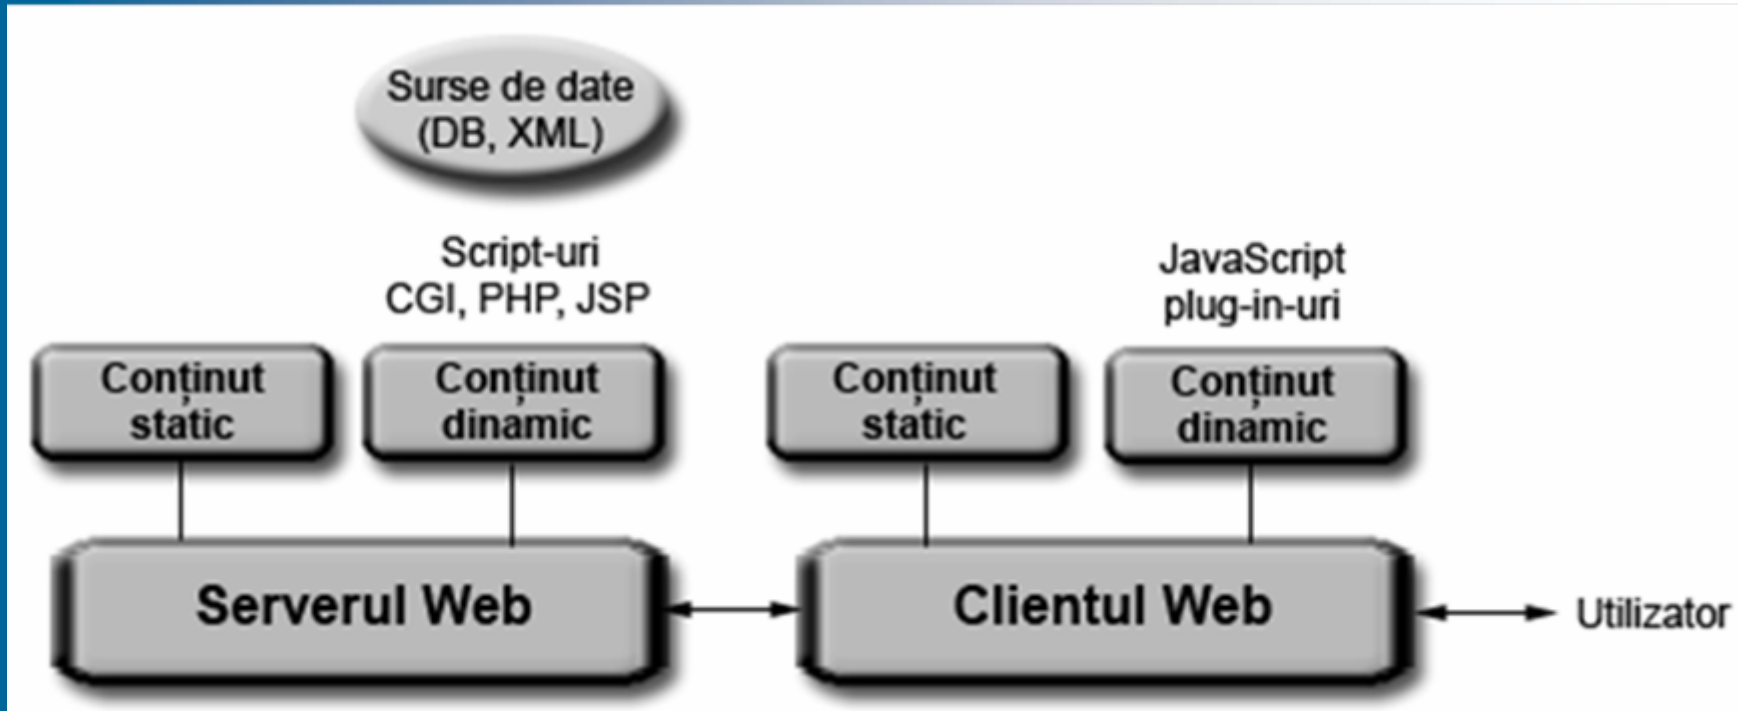 Surse de date
(DB, XML)
Script-uri
CGI, PHP, JSP
JavaScript
plug-in-uri
Conținut
static
Conținut
dinamic
Conținut
static
Conținut
dinamic
Serverul Web
Clientul Web
Utilizator